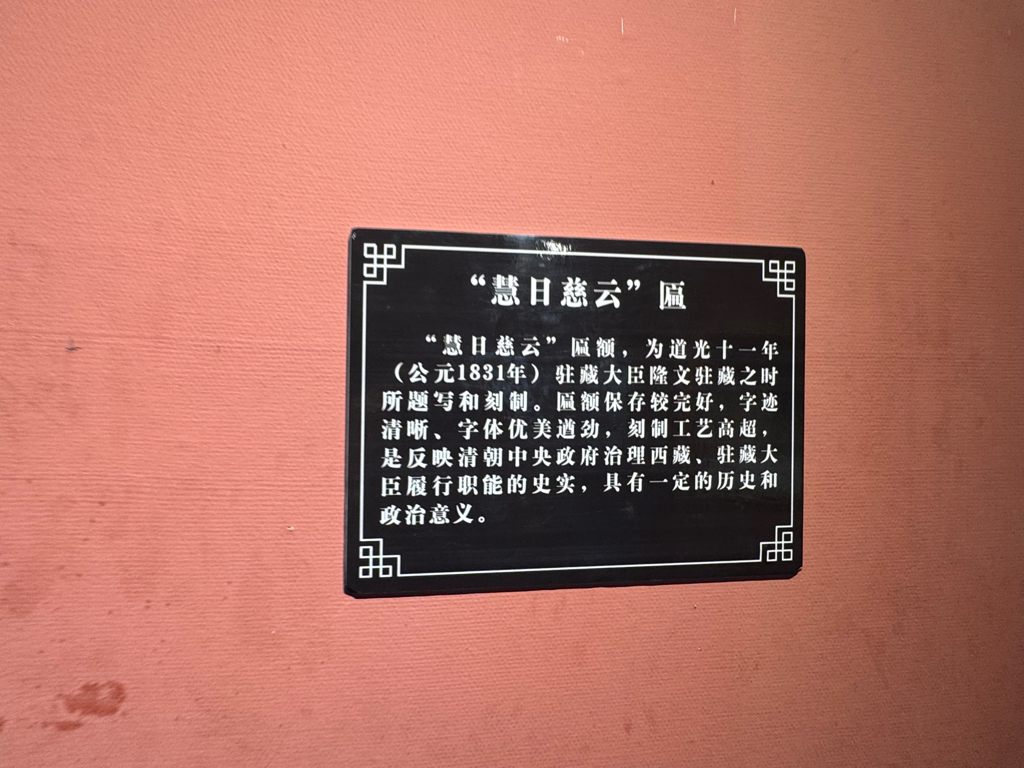 “慧日慈云”匾
“慧日慈云”匾额，为道光十一年
（公元1831年）驻藏大臣隆文驻藏之时
所题写和刻制。匾额保存较完好，字迹
清晰、字体优美遒劲，刻制工艺高超，
是反映清朝中央政府治理西藏、驻藏大
臣履行职能的史实，具有一定的历史和
政治意义。